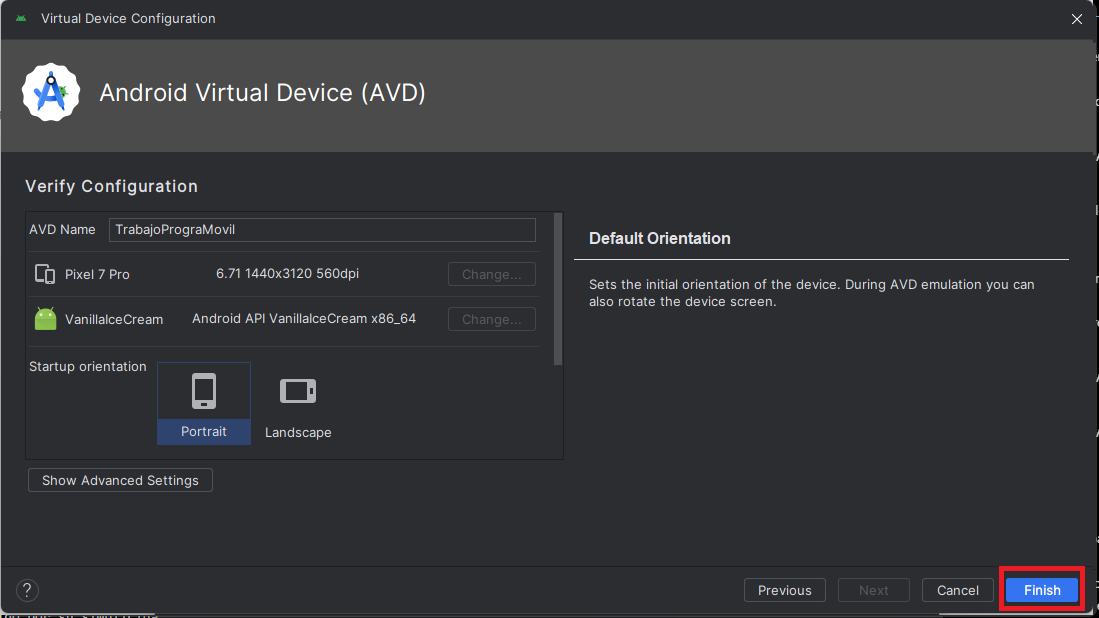 Virtual Device Configuration
Android Virtual Device (AVD)
Verify Configuration
AVD Name TrabajoPrograMovil
Pixel 7 Pro 6.71 1440x3120 560dpi Change...
VanillaIceCream Android API VanillaIceCream x86_64 Change...
Startup orientation
Portrait
Landscape
Show Advanced Settings
Default Orientation
Sets the initial orientation of the device. During AVD emulation you can
also rotate the device screen.
? Previous Next Cancel Finish